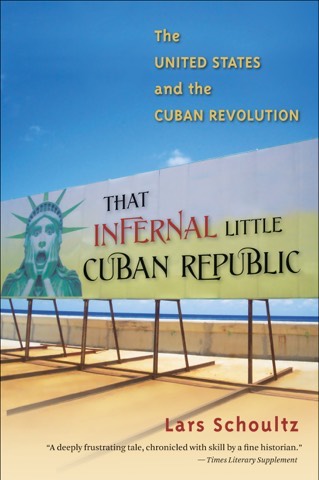 The
UNITED STATES
and the
CUBAN REVOLUTION
THAT
INFERNAL LITTLE
CUBAN REPUBLIC
Lars Schoultz
“A deeply frustrating tale, chronicled with skill by a fine historian.”
—Times Literary Supplement